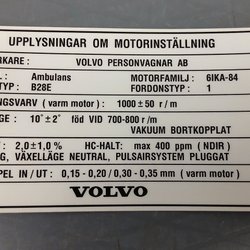 UPPLYSNINGAR OM MOTORINSTÄLLNING
RKARE: VOLVO PERSONVAGNAR AB
L: Ambulans MOTORFAMILJ: 6IKA-84
TYP: B28E FORDONSTYP: 1
NGSVARV (varm motor): 1000±50 r/m
GE: 10°±2° föd VID 700-800 r/m
VAKUUM BORTKOPPLAT
T: 2,0±1,0% HC-HALT: max 400 ppm (NDIR)
G, VÄXELLÄGE NEUTRAL, PULSAIRSYSTEM PLUGGAT
PEL IN / UT: 0,15-0,20 / 0,30-0,35 mm (varm motor)
VOLVO